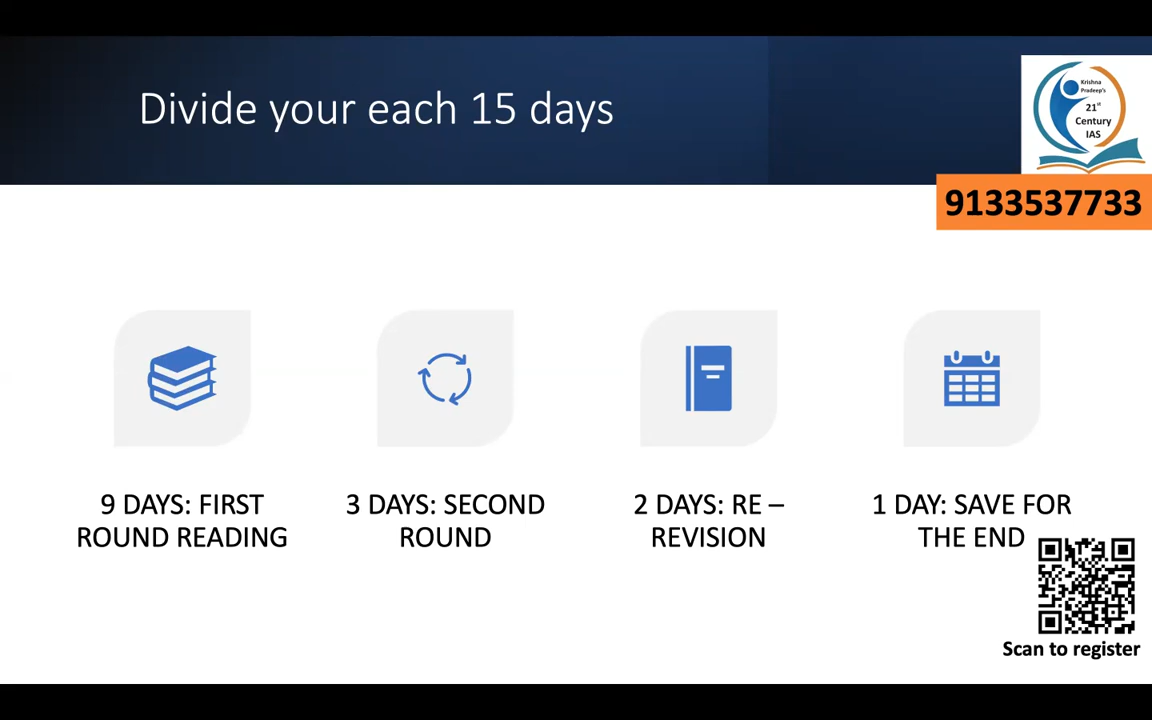 Divide your each 15 days
Krishna
Pradeep's
21st
Century
IAS
9133537733
9 DAYS: FIRST
ROUND READING
3 DAYS: SECOND
ROUND
2 DAYS: RE –
REVISION
1 DAY: SAVE FOR
THE END
Scan to register